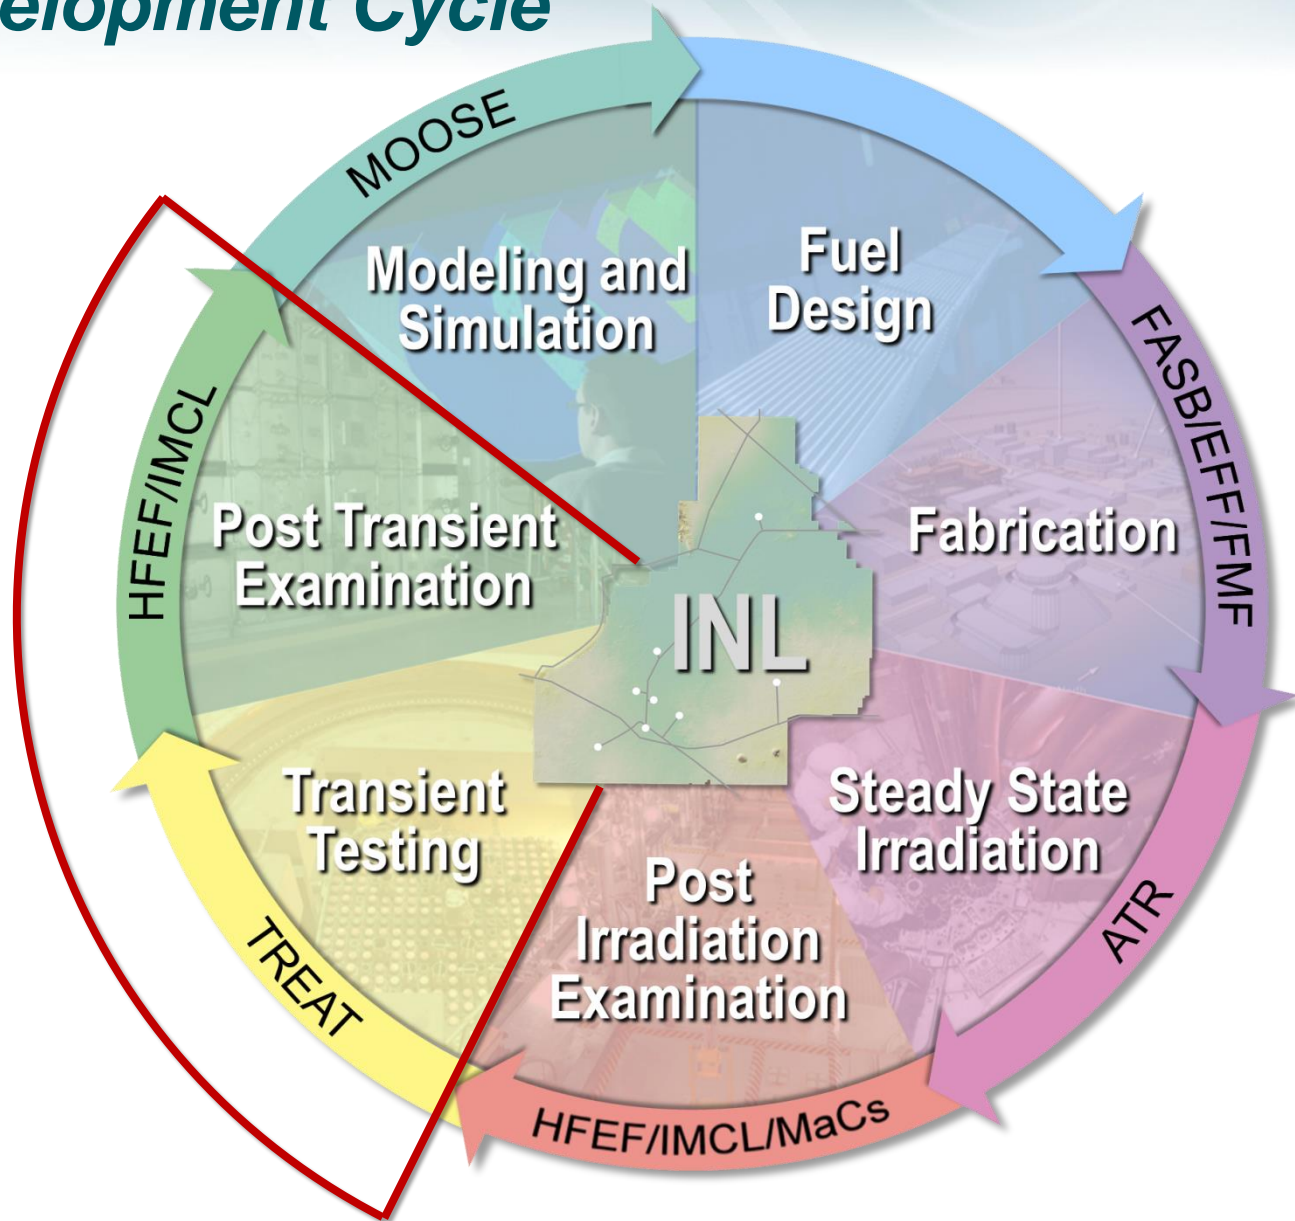 elopment Cycle
MOOSE
Modeling and
Simulation
Fuel
Design
FASB/EFF/FMF
Fabrication
HFEF/IMCL
Post Transient
Examination
INL
Transient
Testing
Steady State
Irradiation
Post
Irradiation
Examination
ATR
TREAT
HFEF/IMCL/MaCs